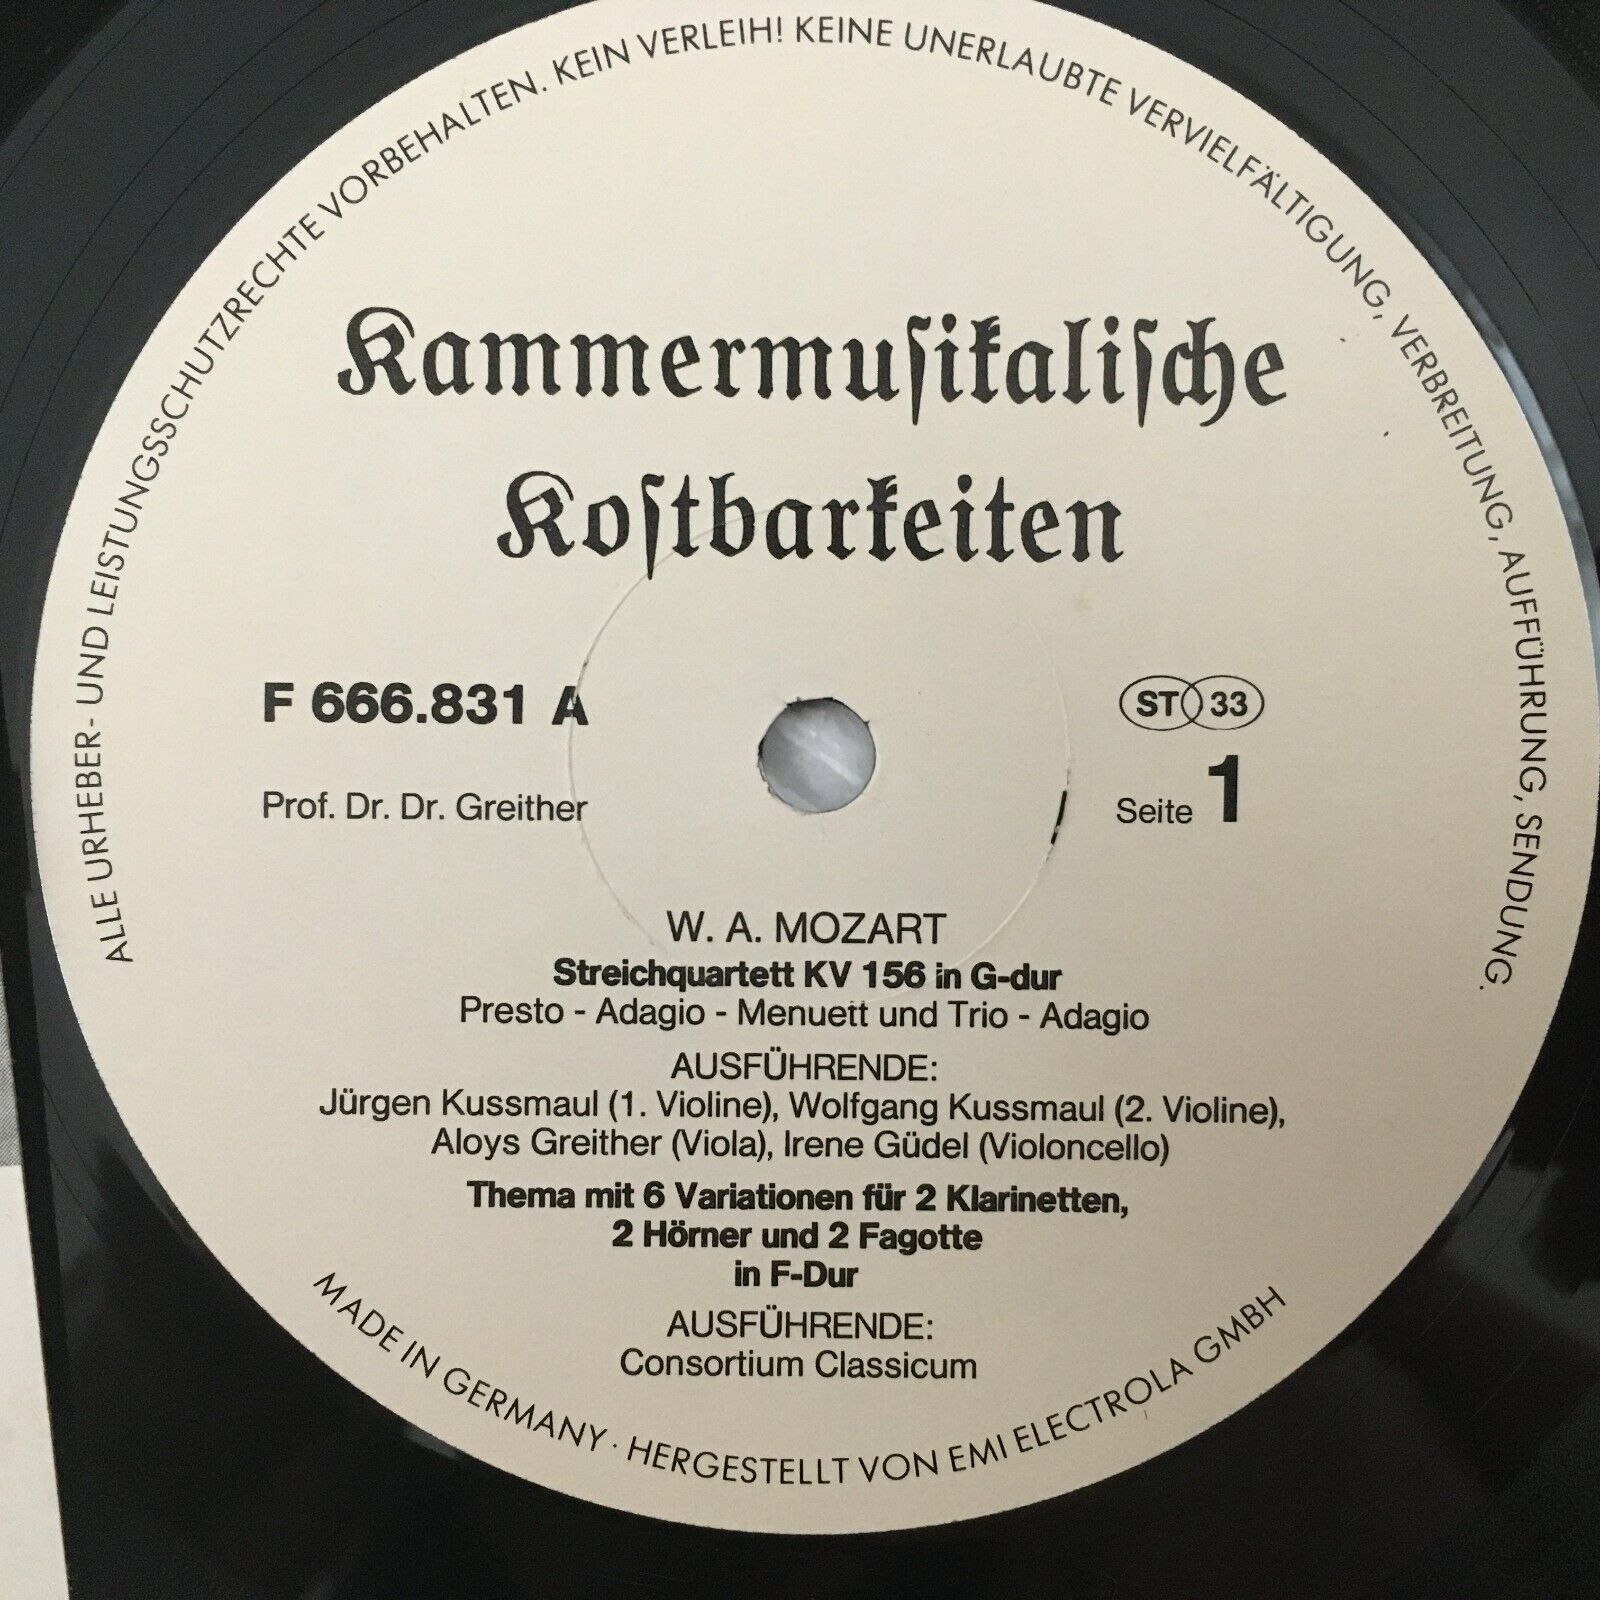 ALLE URHEBER- UND LEISTUNGSSCHUTZRECHTE VORBEHALTEN. KEIN VERLEIH! KEINE UNERLAUBTE VERVIELFÄLTIGUNG, VERBREITUNG, AUFFÜHRUNG, SENDUNG.
Kammermuſikaliſche
Koſtbarkeiten
F 666.831 A
ST 33
Prof. Dr. Dr. Greither
Seite 1
W. A. MOZART
Streichquartett KV 156 in G-dur
Presto - Adagio - Menuett und Trio - Adagio
AUSFÜHRENDE:
Jürgen Kussmaul (1. Violine), Wolfgang Kussmaul (2. Violine),
Aloys Greither (Viola), Irene Güdel (Violoncello)
Thema mit 6 Variationen für 2 Klarinetten,
2 Hörner und 2 Fagotte
in F-Dur
AUSFÜHRENDE:
Consortium Classicum
MADE IN GERMANY · HERGESTELLT VON EMI ELECTROLA GMBH